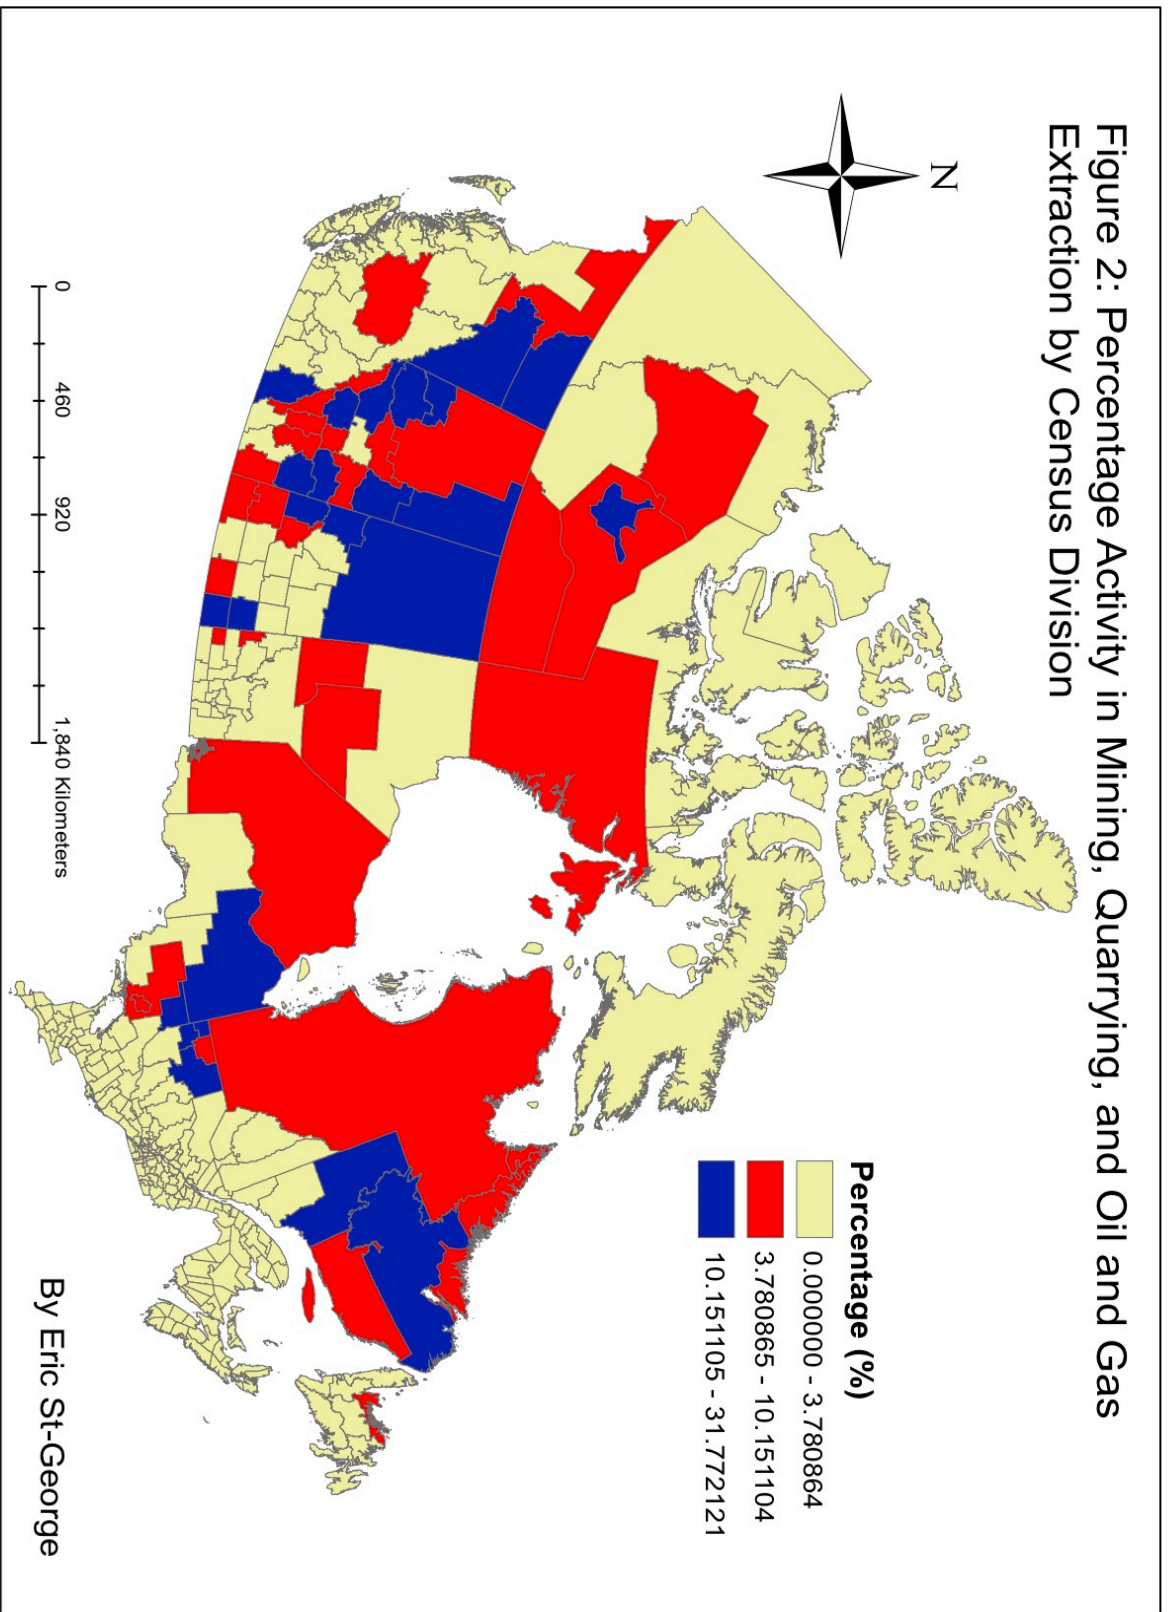 Figure 2: Percentage Activity in Mining, Quarrying, and Oil and Gas
Extraction by Census Division
N
Percentage (%)
0.000000 - 3.780864
3.780865 - 10.151104
10.151105 - 31.772121
0 460 920 1,840 Kilometers
By Eric St-George